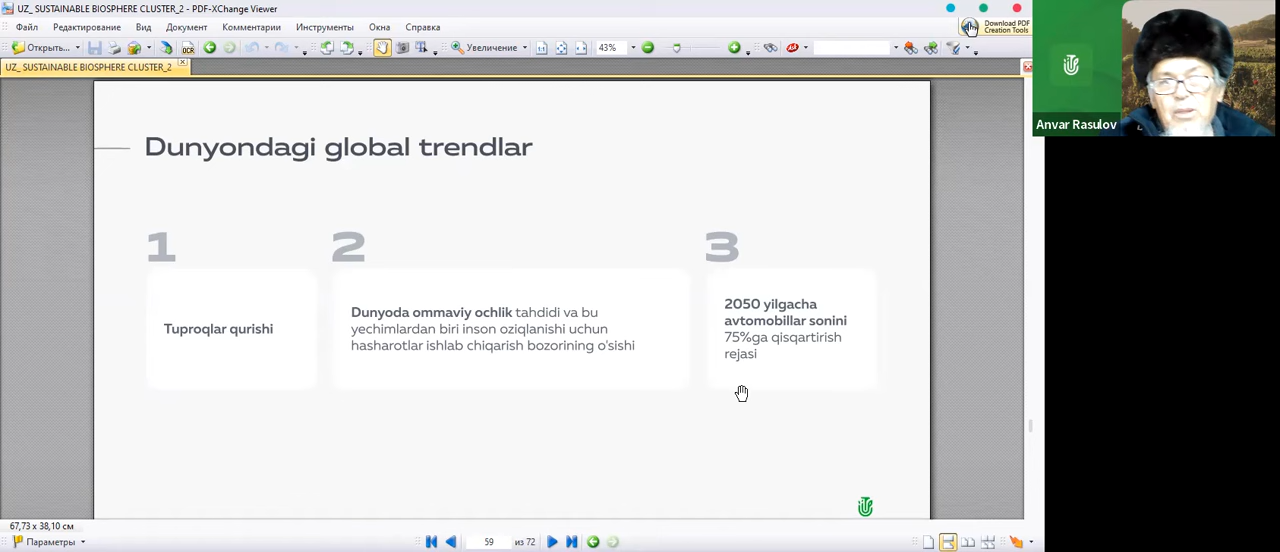 UZ_ SUSTAINABLE BIOSPHERE CLUSTER_2 - PDF-XChange Viewer
Файл Редактирование Вид Документ Комментарии Инструменты Окна Справка
Download PDF
Creation Tools
Открыть... OCR Увеличение 43%
UZ_ SUSTAINABLE BIOSPHERE CLUSTER_2
Anvar Rasulov
Dunyondagi global trendlar
1
Tuproqlar qurishi
2
Dunyoda ommaviy ochlik tahdidi va bu
yechimlardan biri inson oziqlanishi uchun
hasharotlar ishlab chiqarish bozorining o'sishi
3
2050 yilgacha
avtomobillar sonini
75%ga qisqartirish
rejasi
67,73 x 38,10 см
Параметры 59 из 72